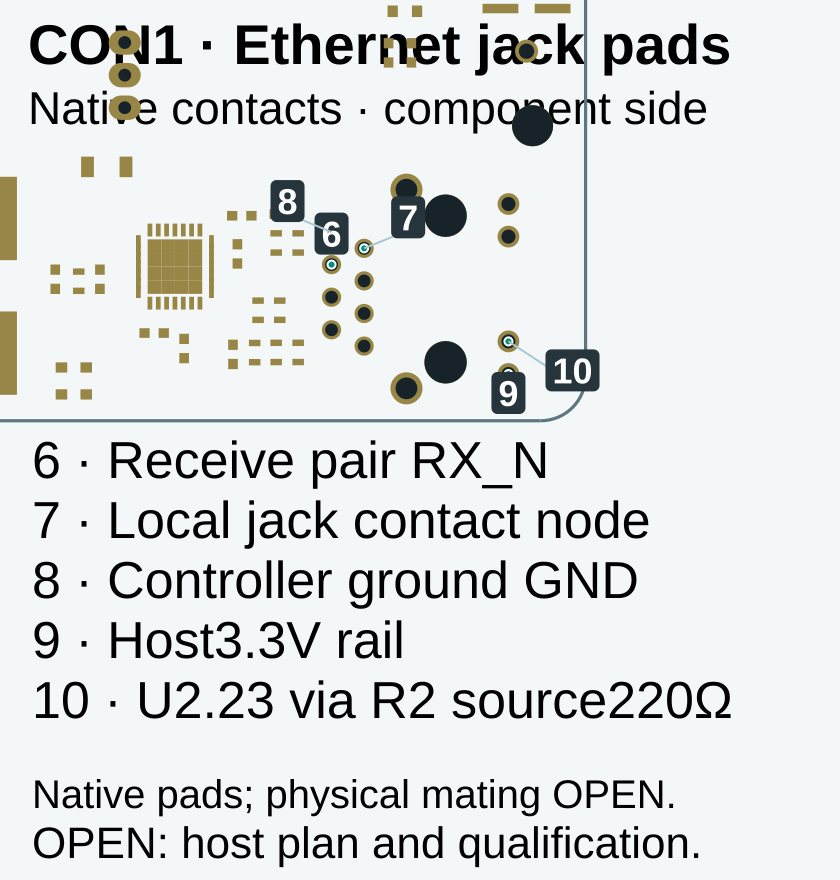 CON1 · Ethernet jack pads
Native contacts · component side
8
6
7
10
9
6 · Receive pair RX_N
7 · Local jack contact node
8 · Controller ground GND
9 · Host3.3V rail
10 · U2.23 via R2 source220Ω
Native pads; physical mating OPEN.
OPEN: host plan and qualification.